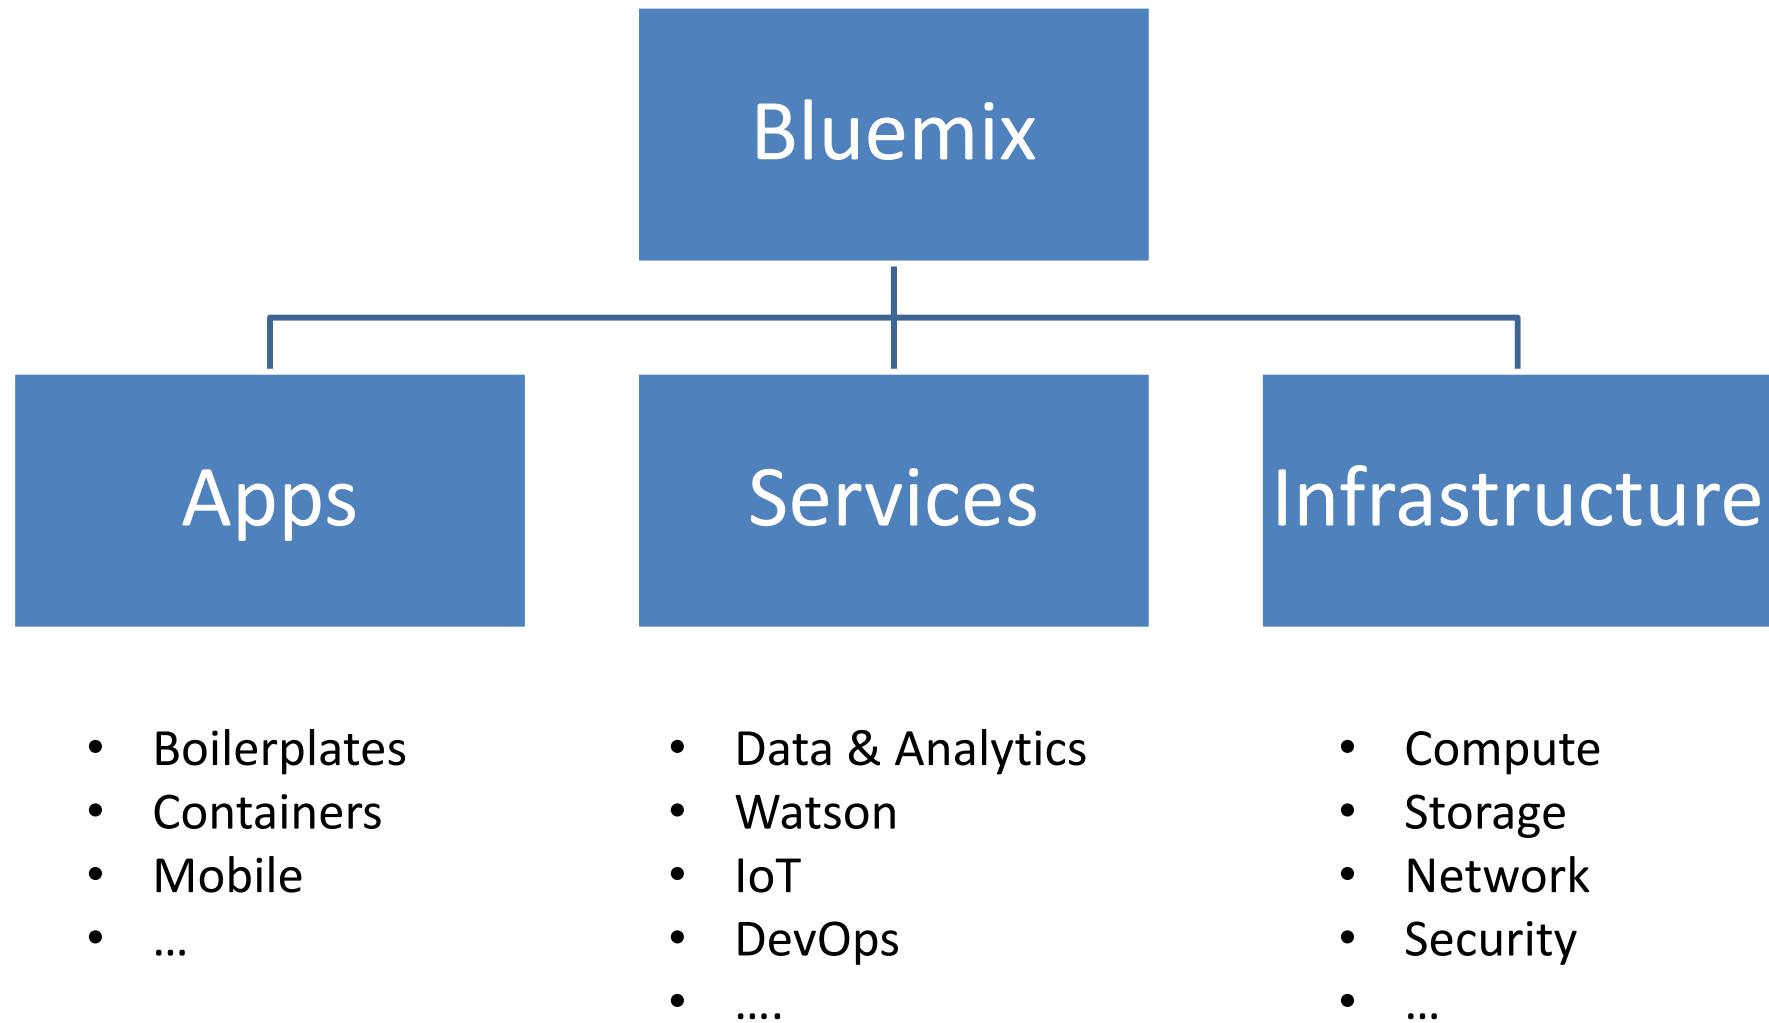 Bluemix
Apps
Services
Infrastructure
• Boilerplates
• Containers
• Mobile
• ...
• Data & Analytics
• Watson
• IoT
• DevOps
• ....
• Compute
• Storage
• Network
• Security
• ...